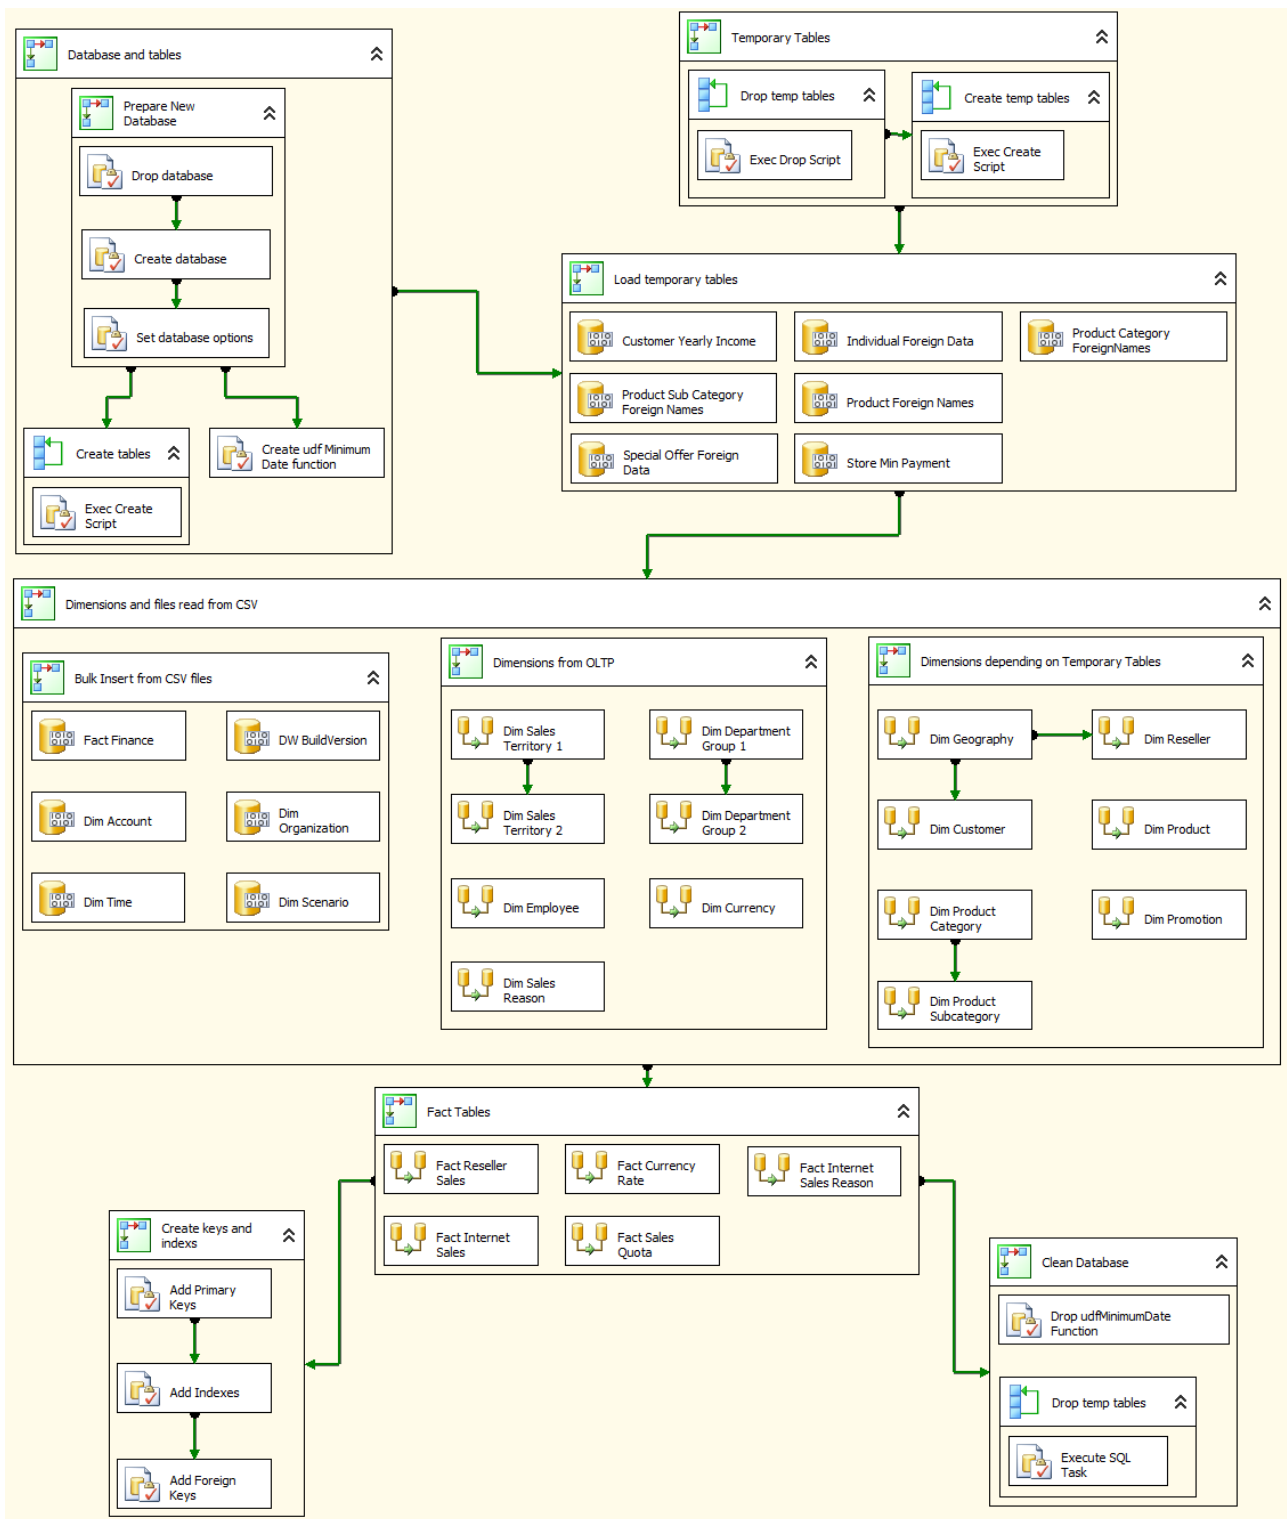 Database and tables
Prepare New
Database
Drop database
Create database
Set database options
Create tables
Exec Create
Script
Create udf Minimum
Date function
Temporary Tables
Drop temp tables
Exec Drop Script
Create temp tables
Exec Create
Script
Load temporary tables
Customer Yearly Income
Individual Foreign Data
Product Category
ForeignNames
Product Sub Category
Foreign Names
Product Foreign Names
Special Offer Foreign
Data
Store Min Payment
Dimensions and files read from CSV
Bulk Insert from CSV files
Fact Finance
DW BuildVersion
Dim Account
Dim
Organization
Dim Time
Dim Scenario
Dimensions from OLTP
Dim Sales
Territory 1
Dim Department
Group 1
Dim Sales
Territory 2
Dim Department
Group 2
Dim Employee
Dim Currency
Dim Sales
Reason
Dimensions depending on Temporary Tables
Dim Geography
Dim Reseller
Dim Customer
Dim Product
Dim Product
Category
Dim Promotion
Dim Product
Subcategory
Fact Tables
Fact Reseller
Sales
Fact Currency
Rate
Fact Internet
Sales Reason
Fact Internet
Sales
Fact Sales
Quota
Create keys and
indexs
Add Primary
Keys
Add Indexes
Add Foreign
Keys
Clean Database
Drop udfMinimumDate
Function
Drop temp tables
Execute SQL
Task